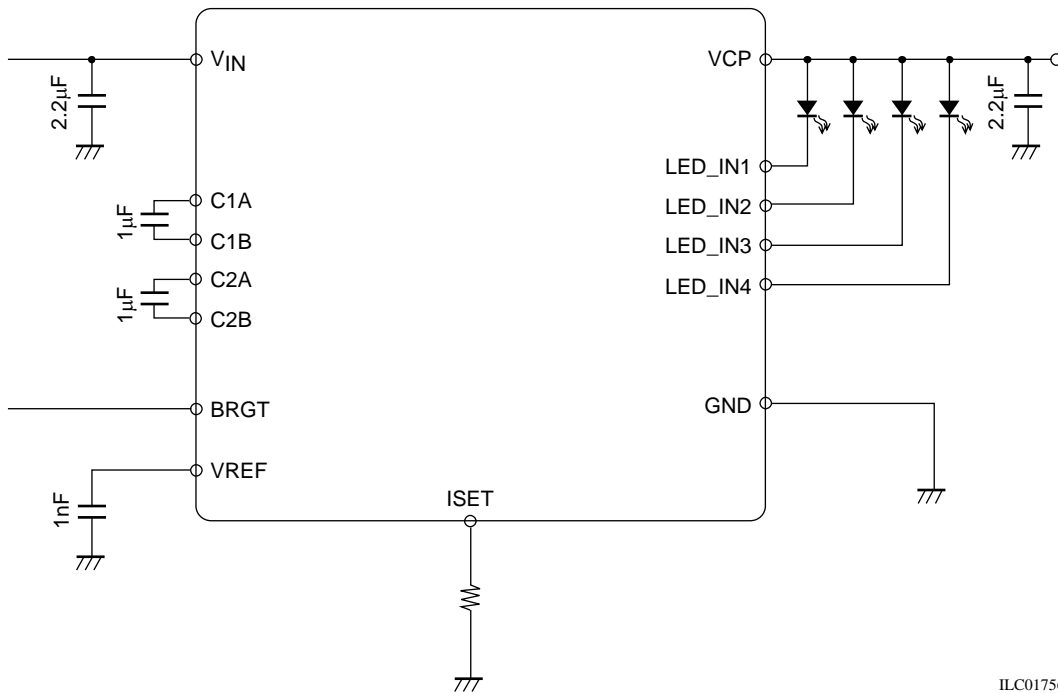 VIN
VCP
2.2µF
2.2µF
LED_IN1
C1A
LED_IN2
1µF
C1B
LED_IN3
C2A
LED_IN4
1µF
C2B
BRGT
GND
VREF
1nF
ISET